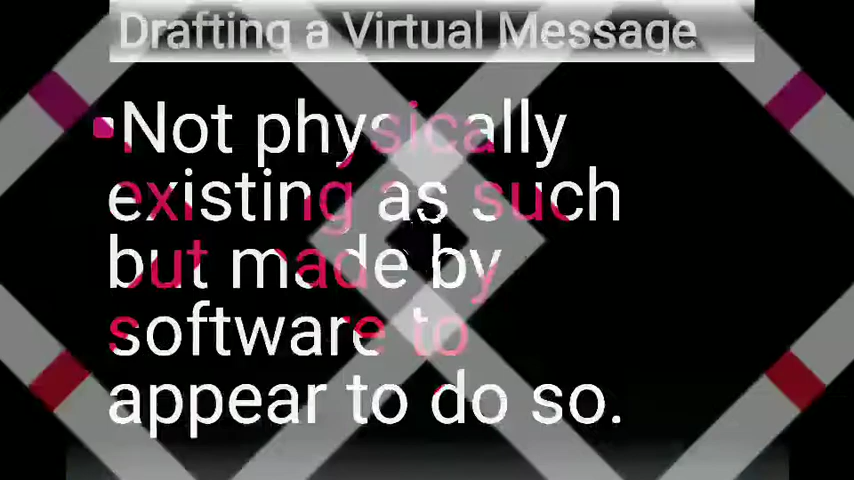 Drafting a Virtual Message
Not physically
existing as such
but made by
software to
appear to do so.